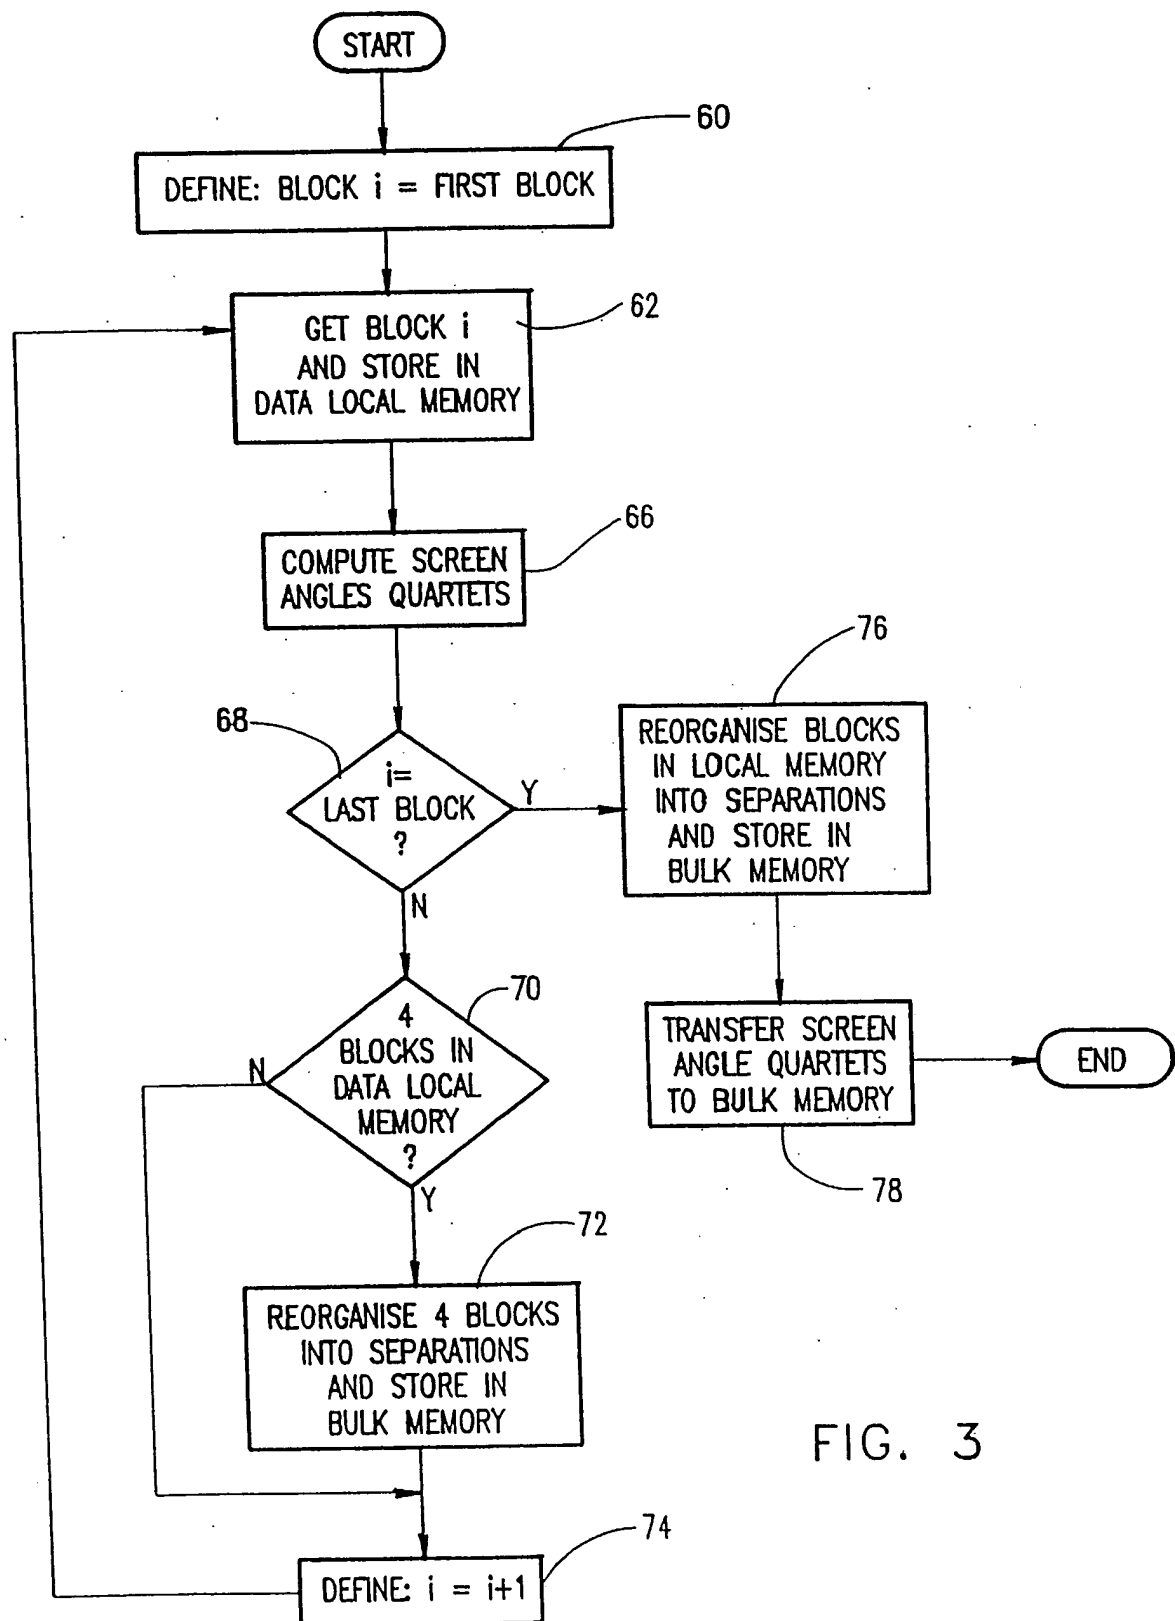 START
60
DEFINE: BLOCK i = FIRST BLOCK
62
GET BLOCK i
AND STORE IN
DATA LOCAL MEMORY
66
COMPUTE SCREEN
ANGLES QUARTETS
68
i=
LAST BLOCK
?
Y
N
76
REORGANISE BLOCKS
IN LOCAL MEMORY
INTO SEPARATIONS
AND STORE IN
BULK MEMORY
70
4
BLOCKS IN
DATA LOCAL
MEMORY
?
N
Y
TRANSFER SCREEN
ANGLE QUARTETS
TO BULK MEMORY
78
END
72
REORGANISE 4 BLOCKS
INTO SEPARATIONS
AND STORE IN
BULK MEMORY
74
DEFINE: i = i+1
FIG. 3